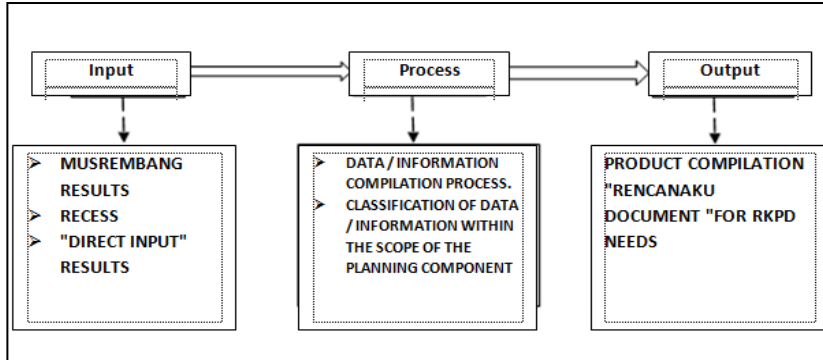 Input
Process
Output
➢ MUSREMBANG
RESULTS
➢ RECESS
➢ "DIRECT INPUT"
RESULTS
➢ DATA / INFORMATION
COMPILATION PROCESS.
➢ CLASSIFICATION OF DATA
/ INFORMATION WITHIN
THE SCOPE OF THE
PLANNING COMPONENT
PRODUCT COMPILATION
"RENCANAKU
DOCUMENT "FOR RKPD
NEEDS